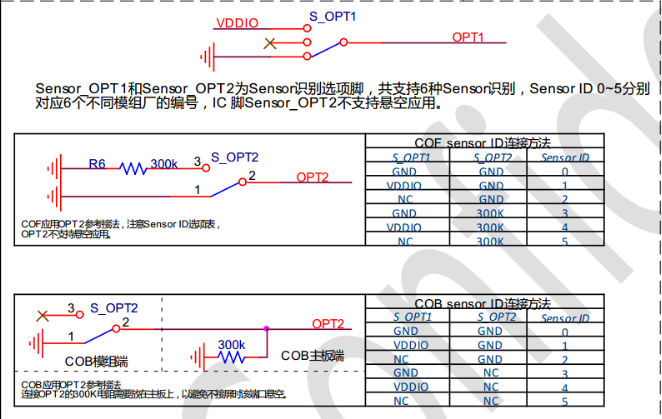 S_OPT1
VDDIO
OPT1
Sensor_OPT1和Sensor_OPT2为Sensor识别选项脚，共支持6种Sensor识别，Sensor ID 0~5分别
对应6个不同模组厂的编号，IC 脚Sensor_OPT2不支持悬空应用。
COF sensor ID连接方法
S_OPT1 S_OPT2 Sensor ID
GND GND 0
VDDIO GND 1
NC GND 2
GND 300K 3
VDDIO 300K 4
NC 300K 5
R6 300k 3 S_OPT2
2 OPT2
1
COF应用OPT2参考接法，注意Sensor ID选项表，
OPT2不支持悬空应用。
COB sensor ID连接方法
S_OPT1 S_OPT2 Sensor ID
GND GND 0
VDDIO GND 1
NC GND 2
GND NC 3
VDDIO NC 4
NC NC 5
3 S_OPT2
2 OPT2
1
300k
COB模组端 COB主板端
COB应用OPT2参考接法
连接OPT2的300K电阻需要放在主板上，以避免不接用时该端口悬空。